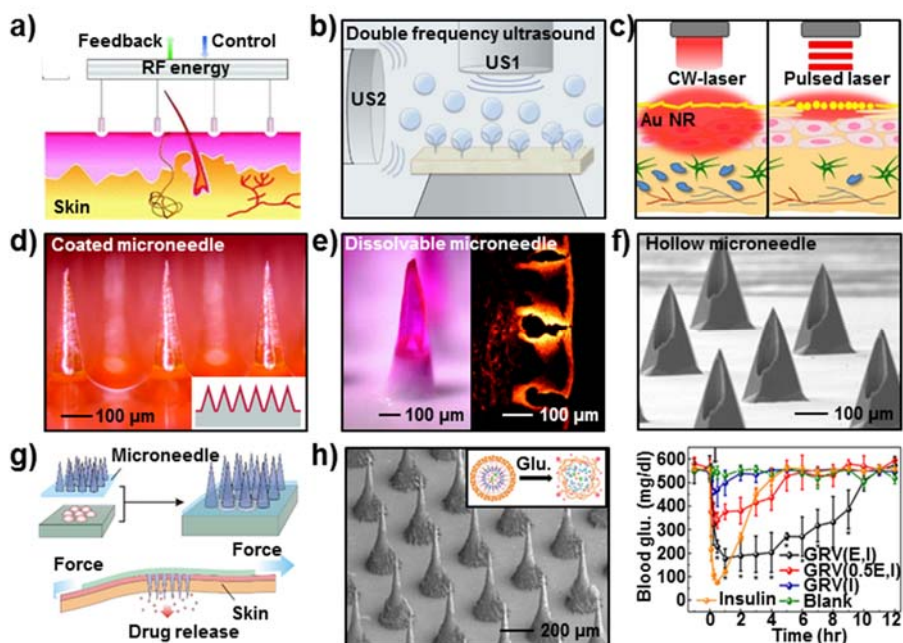 a)
Feedback
Control
RF energy
Skin
b)
Double frequency ultrasound
US1
US2
c)
CW-laser
Pulsed laser
Au NR
d)
Coated microneedle
100 µm
e)
Dissolvable microneedle
100 µm
100 µm
f)
Hollow microneedle
100 µm
g)
Microneedle
Force
Force
Skin
Drug release
h)
Glu.
200 µm
Blood glu. (mg/dl)
600
500
400
300
200
100
0
GRV(E,I)
GRV(0.5E,I)
GRV(I)
Insulin
Blank
0 2 4 6 8 10 12
Time (hr)